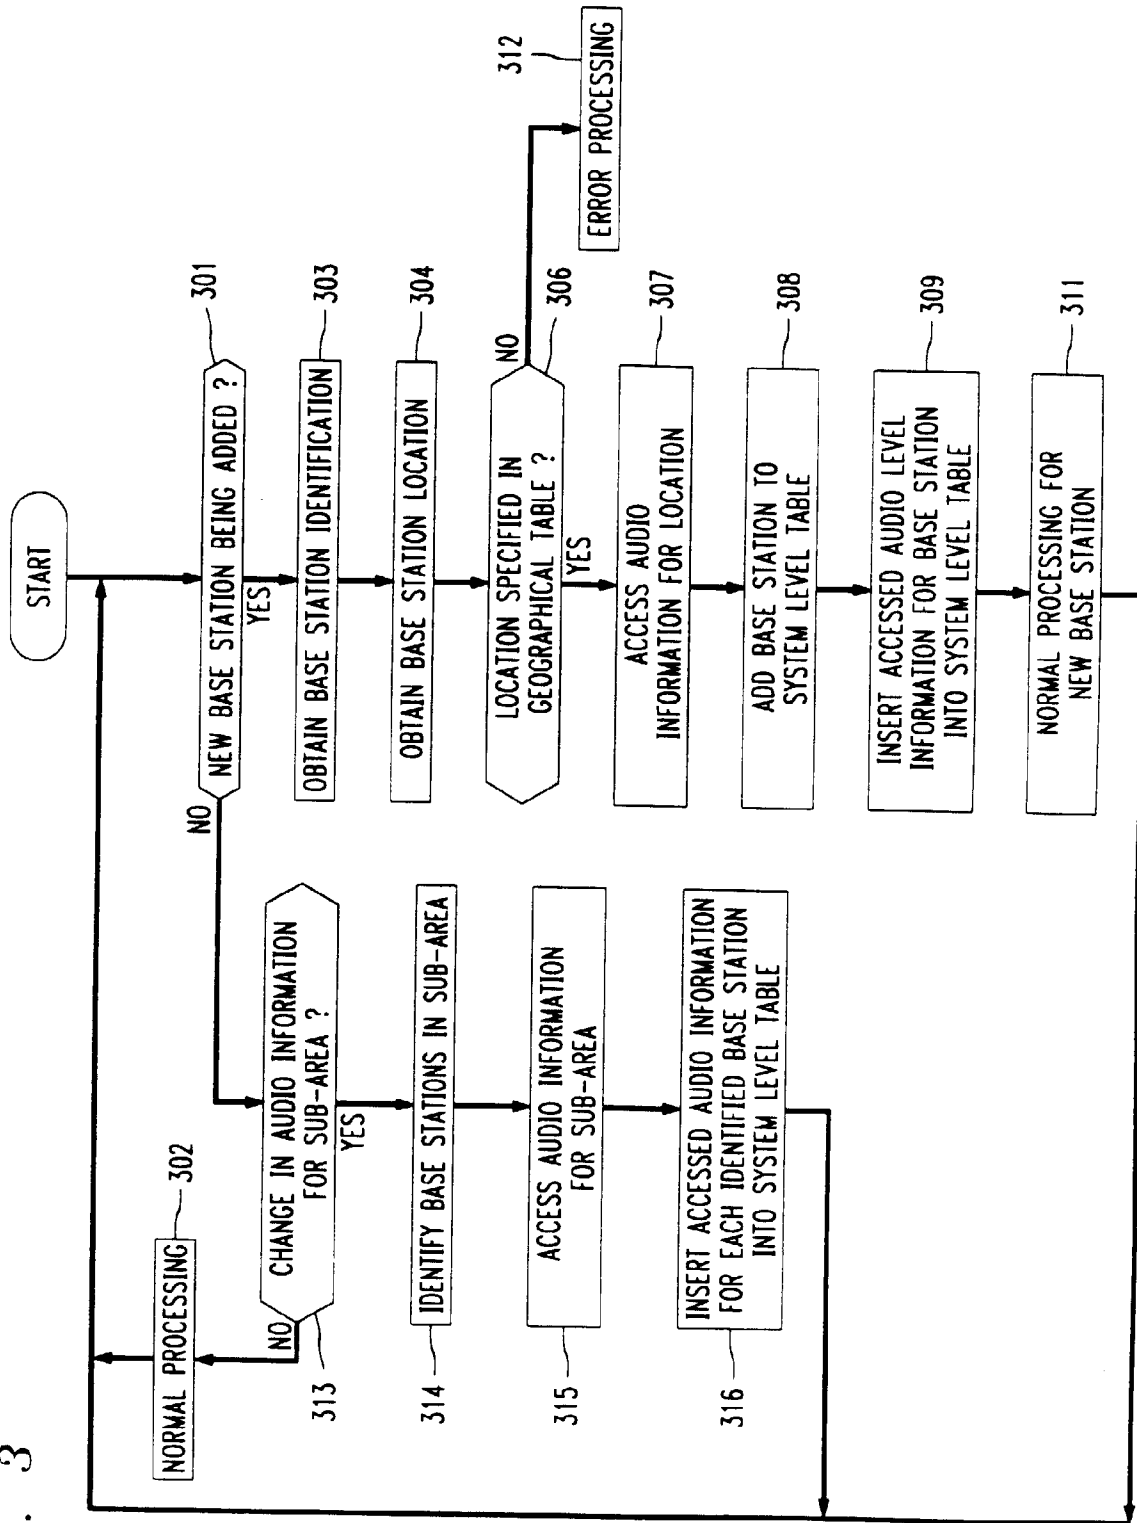 . 3
START
NEW BASE STATION BEING ADDED ?
301
YES
NO
OBTAIN BASE STATION IDENTIFICATION
303
OBTAIN BASE STATION LOCATION
304
LOCATION SPECIFIED IN
GEOGRAPHICAL TABLE ?
306
NO
YES
ERROR PROCESSING
312
ACCESS AUDIO
INFORMATION FOR LOCATION
307
ADD BASE STATION TO
SYSTEM LEVEL TABLE
308
INSERT ACCESSED AUDIO LEVEL
INFORMATION FOR BASE STATION
INTO SYSTEM LEVEL TABLE
309
NORMAL PROCESSING FOR
NEW BASE STATION
311
NORMAL PROCESSING
302
CHANGE IN AUDIO INFORMATION
FOR SUB-AREA ?
313
NO
YES
IDENTIFY BASE STATIONS IN SUB-AREA
314
ACCESS AUDIO INFORMATION
FOR SUB-AREA
315
INSERT ACCESSED AUDIO INFORMATION
FOR EACH IDENTIFIED BASE STATION
INTO SYSTEM LEVEL TABLE
316